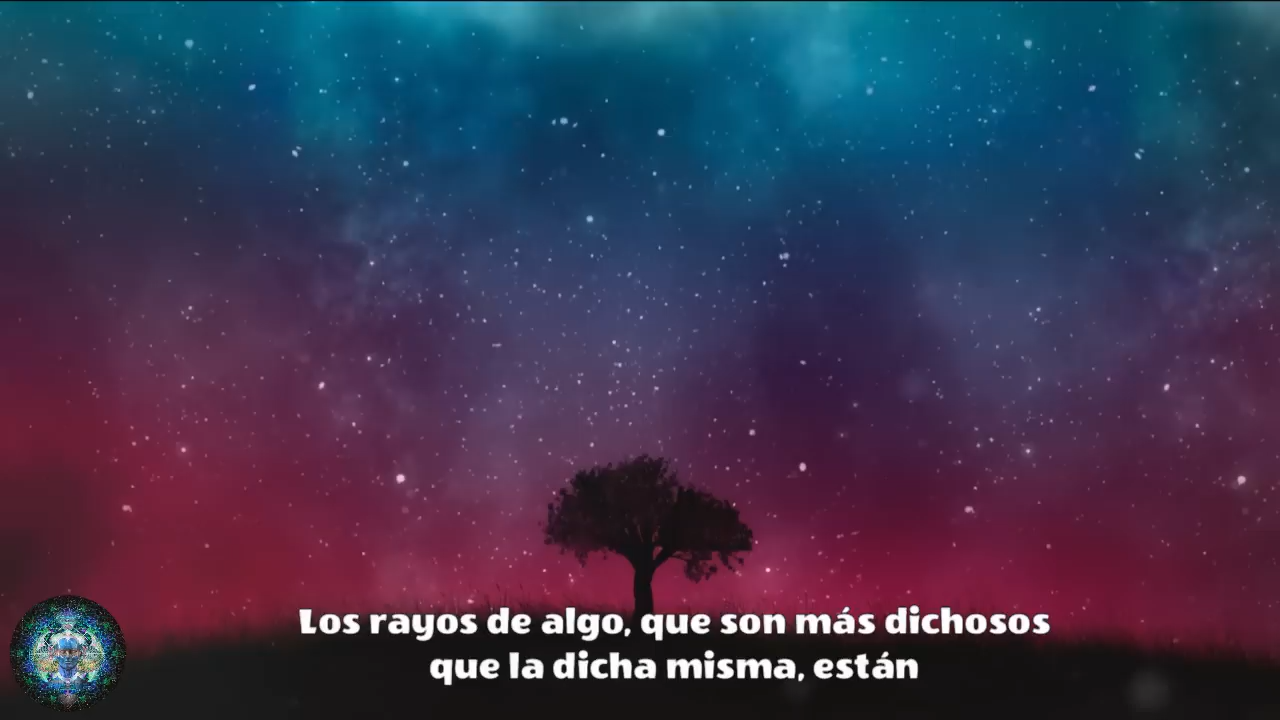 Los rayos de algo, que son más dichosos
que la dicha misma, están